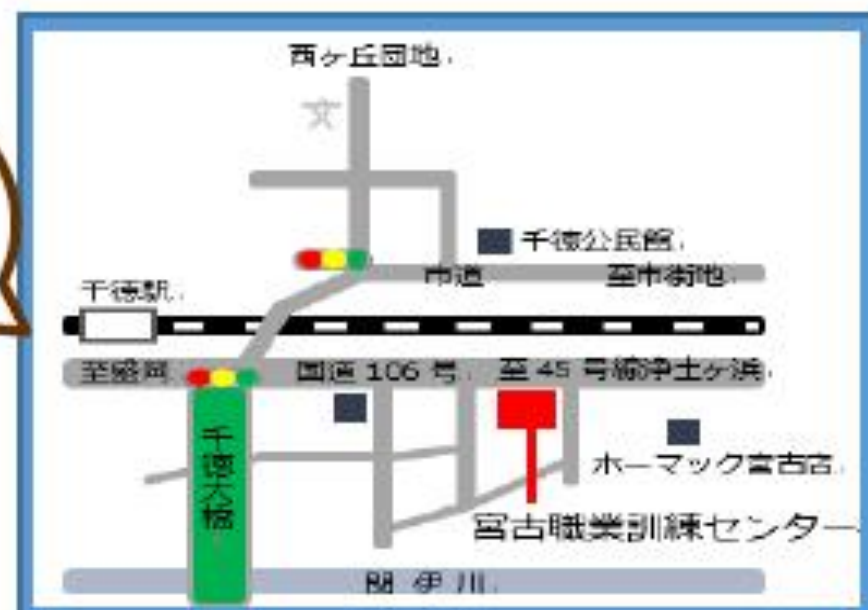 西ヶ丘団地
文
千徳公民館
市道
至市街地
千徳駅
至盛岡
国道 106 号
至 45 号線浄土ヶ浜
千徳大橋
ホーマック宮古店
宮古職業訓練センター
閉伊川